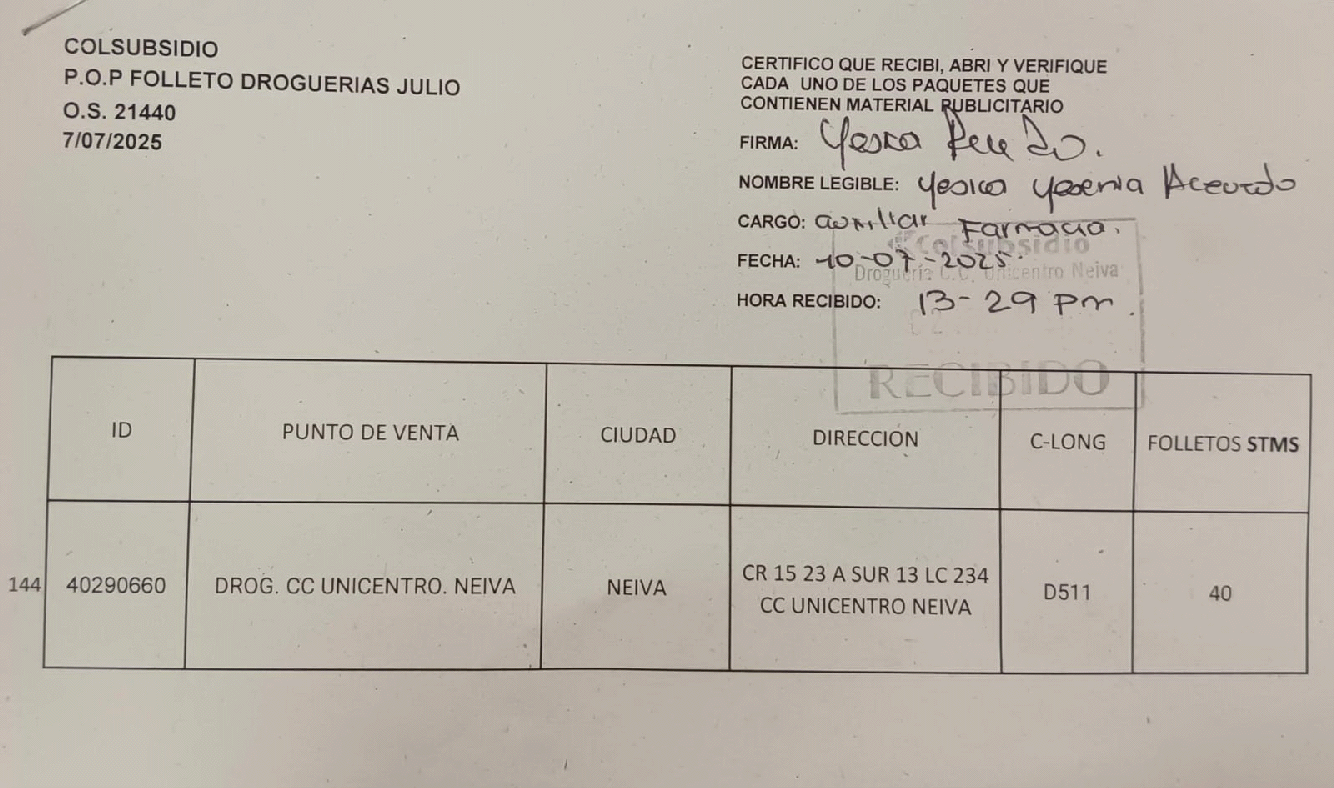 COLSUBSIDIO
P.O.P FOLLETO DROGUERIAS JULIO
O.S. 21440
7/07/2025
CERTIFICO QUE RECIBI, ABRI Y VERIFIQUE
CADA UNO DE LOS PAQUETES QUE
CONTIENEN MATERIAL PUBLICITARIO
FIRMA: Yesica
NOMBRE LEGIBLE: Yesica Yesenia Acevedo
CARGO: Auxiliar Farmacia.
FECHA: 10-07-2025.
HORA RECIBIDO: 13-29 pm.
Colsubsidio
Droguería C.C. Unicentro Neiva
RECIBIDO
ID PUNTO DE VENTA CIUDAD DIRECCION C-LONG FOLLETOS STMS
144 40290660 DROG. CC UNICENTRO. NEIVA NEIVA CR 15 23 A SUR 13 LC 234 D511 40
CC UNICENTRO NEIVA